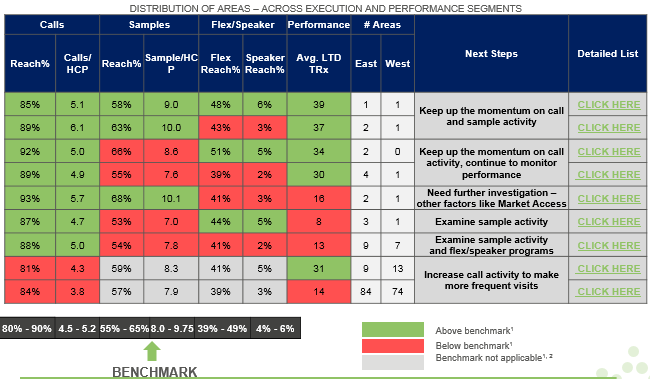 DISTRIBUTION OF AREAS – ACROSS EXECUTION AND PERFORMANCE SEGMENTS
Calls Samples Flex/Speaker Performance # Areas Next Steps Detailed List
Reach% Calls/ HCP Reach% Sample/HC P Flex Reach% Speaker Reach% Avg. LTD TRx East West
85% 5.1 58% 9.0 48% 6% 39 1 1 CLICK HERE
Keep up the momentum on call
and sample activity
89% 6.1 63% 10.0 43% 3% 37 2 1 CLICK HERE
92% 5.0 66% 8.6 51% 5% 34 2 0 CLICK HERE
Keep up the momentum on call
activity, continue to monitor
performance
89% 4.9 55% 7.6 39% 2% 30 4 1 CLICK HERE
93% 5.7 68% 10.1 41% 3% 16 2 1 Need further investigation – other factors like Market Access CLICK HERE
87% 4.7 53% 7.0 44% 5% 8 3 1 Examine sample activity CLICK HERE
88% 5.0 54% 7.8 41% 2% 13 9 7 Examine sample activity and flex/speaker programs CLICK HERE
81% 4.3 59% 8.3 41% 5% 31 9 13 CLICK HERE
Increase call activity to make
more frequent visits
84% 3.8 57% 7.9 39% 3% 14 84 74 CLICK HERE
80% - 90% 4.5 - 5.2 55% - 65% 8.0 - 9.75 39% - 49% 4% - 6%
BENCHMARK
Above benchmark¹
Below benchmark¹
Benchmark not applicable¹˒ ²